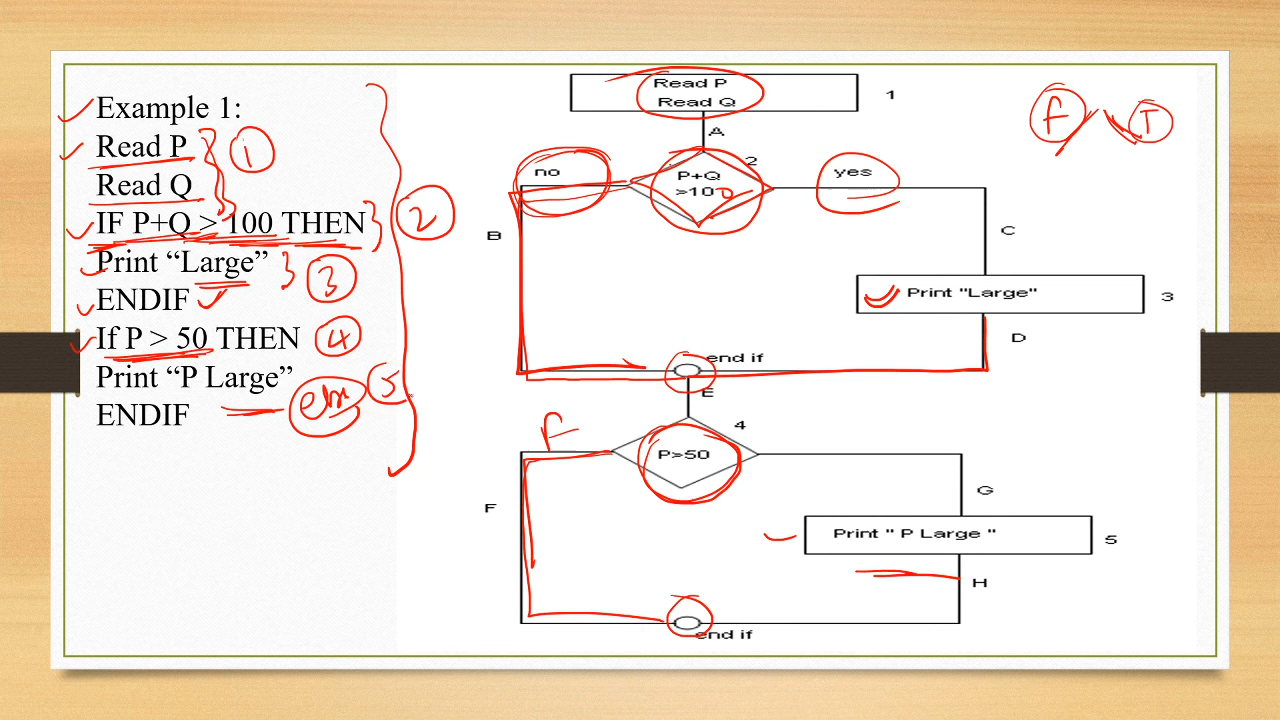 Example 1:
Read P
Read Q
IF P+Q > 100 THEN
Print “Large”
ENDIF
If P > 50 THEN
Print “P Large”
ENDIF
1
2
3
4
5
Read P
Read Q
1
A
2
P+Q
>100
no
yes
B
C
Print "Large"
3
D
end if
E
F
4
P>50
F
G
Print " P Large "
5
H
end if
F
T